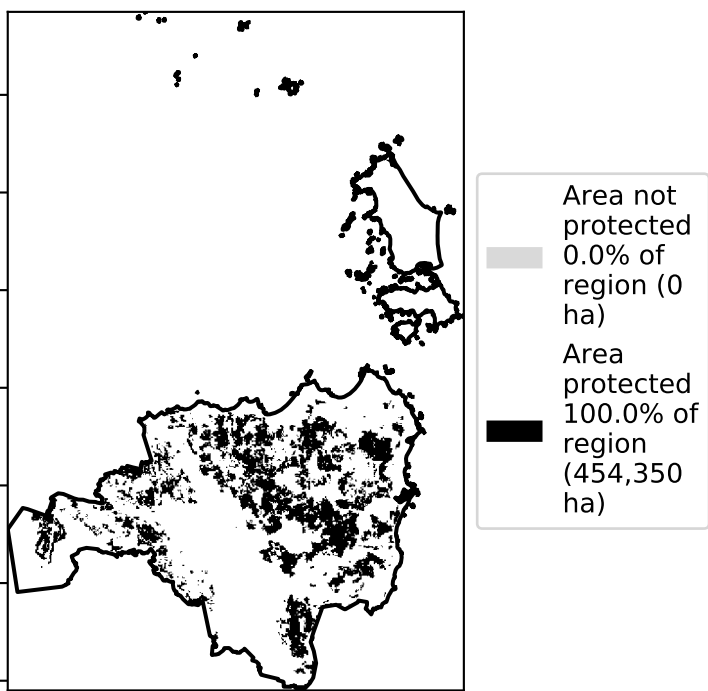 Area not
protected
0.0% of
region (0
ha)
Area
protected
100.0% of
region
(454,350
ha)